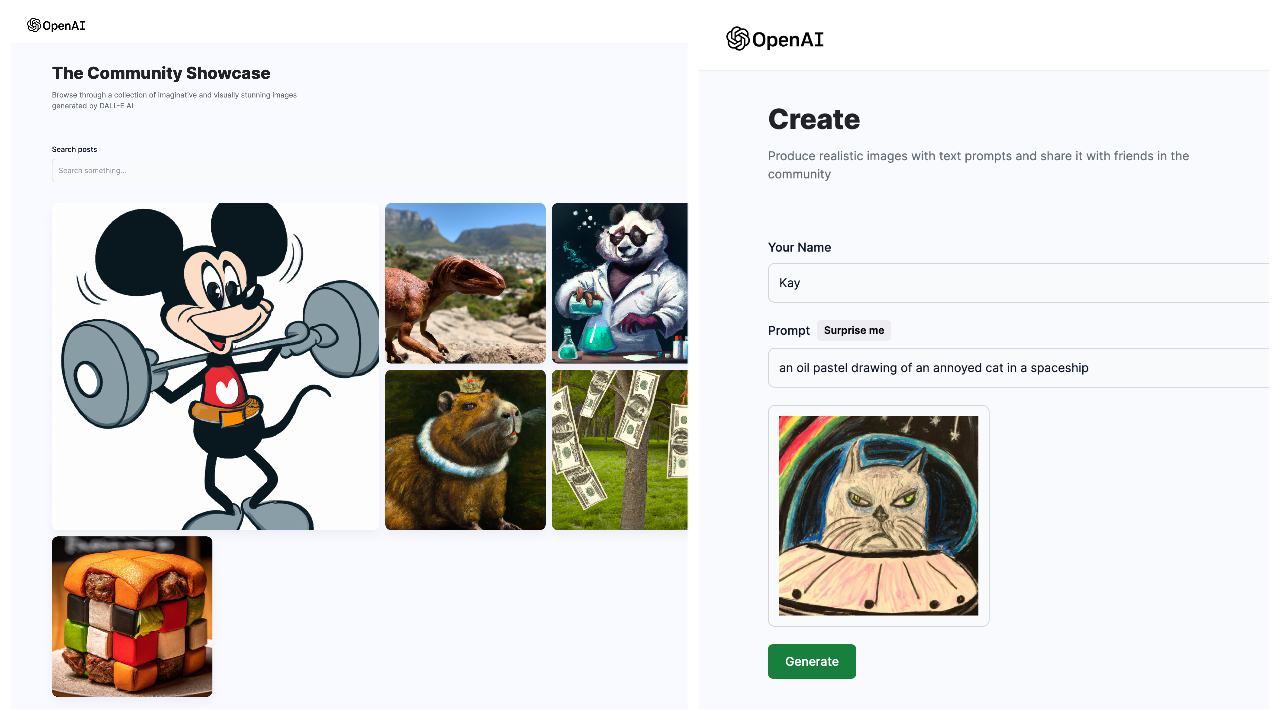 OpenAI
The Community Showcase
Browse through a collection of imaginative and visually stunning images
generated by DALL-E AI
Search posts
Search something...
OpenAI
Create
Produce realistic images with text prompts and share it with friends in the
community
Your Name
Kay
Prompt Surprise me
an oil pastel drawing of an annoyed cat in a spaceship
Generate